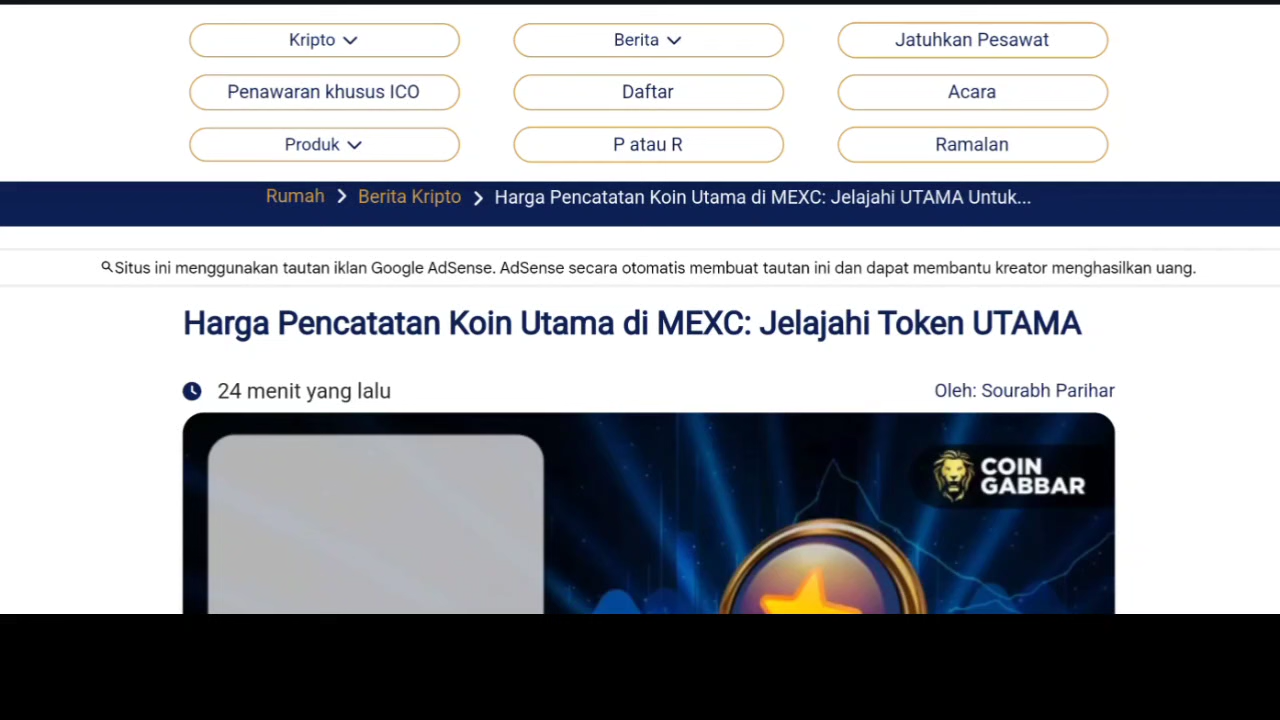 Kripto
Berita
Jatuhkan Pesawat
Penawaran khusus ICO
Daftar
Acara
Produk
P atau R
Ramalan
Rumah > Berita Kripto > Harga Pencatatan Koin Utama di MEXC: Jelajahi UTAMA Untuk...
Situs ini menggunakan tautan iklan Google AdSense. AdSense secara otomatis membuat tautan ini dan dapat membantu kreator menghasilkan uang.
Harga Pencatatan Koin Utama di MEXC: Jelajahi Token UTAMA
24 menit yang lalu
Oleh: Sourabh Parihar
COIN
GABBAR